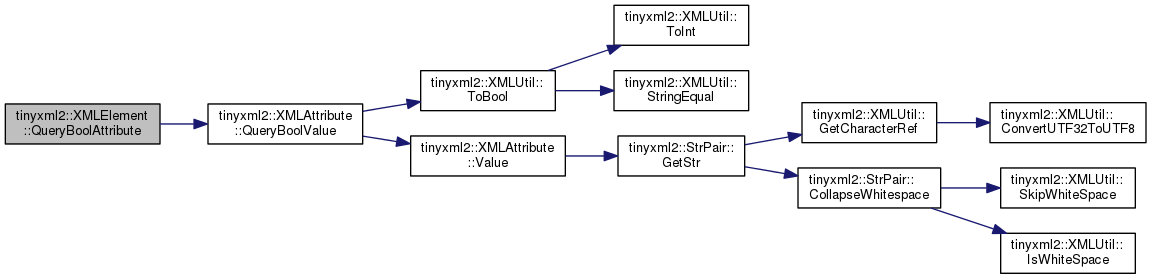 tinyxml2::XMLElement
::QueryBoolAttribute
tinyxml2::XMLAttribute
::QueryBoolValue
tinyxml2::XMLUtil::
ToBool
tinyxml2::XMLUtil::
ToInt
tinyxml2::XMLUtil::
StringEqual
tinyxml2::XMLAttribute
::Value
tinyxml2::StrPair::
GetStr
tinyxml2::XMLUtil::
GetCharacterRef
tinyxml2::XMLUtil::
ConvertUTF32ToUTF8
tinyxml2::StrPair::
CollapseWhitespace
tinyxml2::XMLUtil::
SkipWhiteSpace
tinyxml2::XMLUtil::
IsWhiteSpace